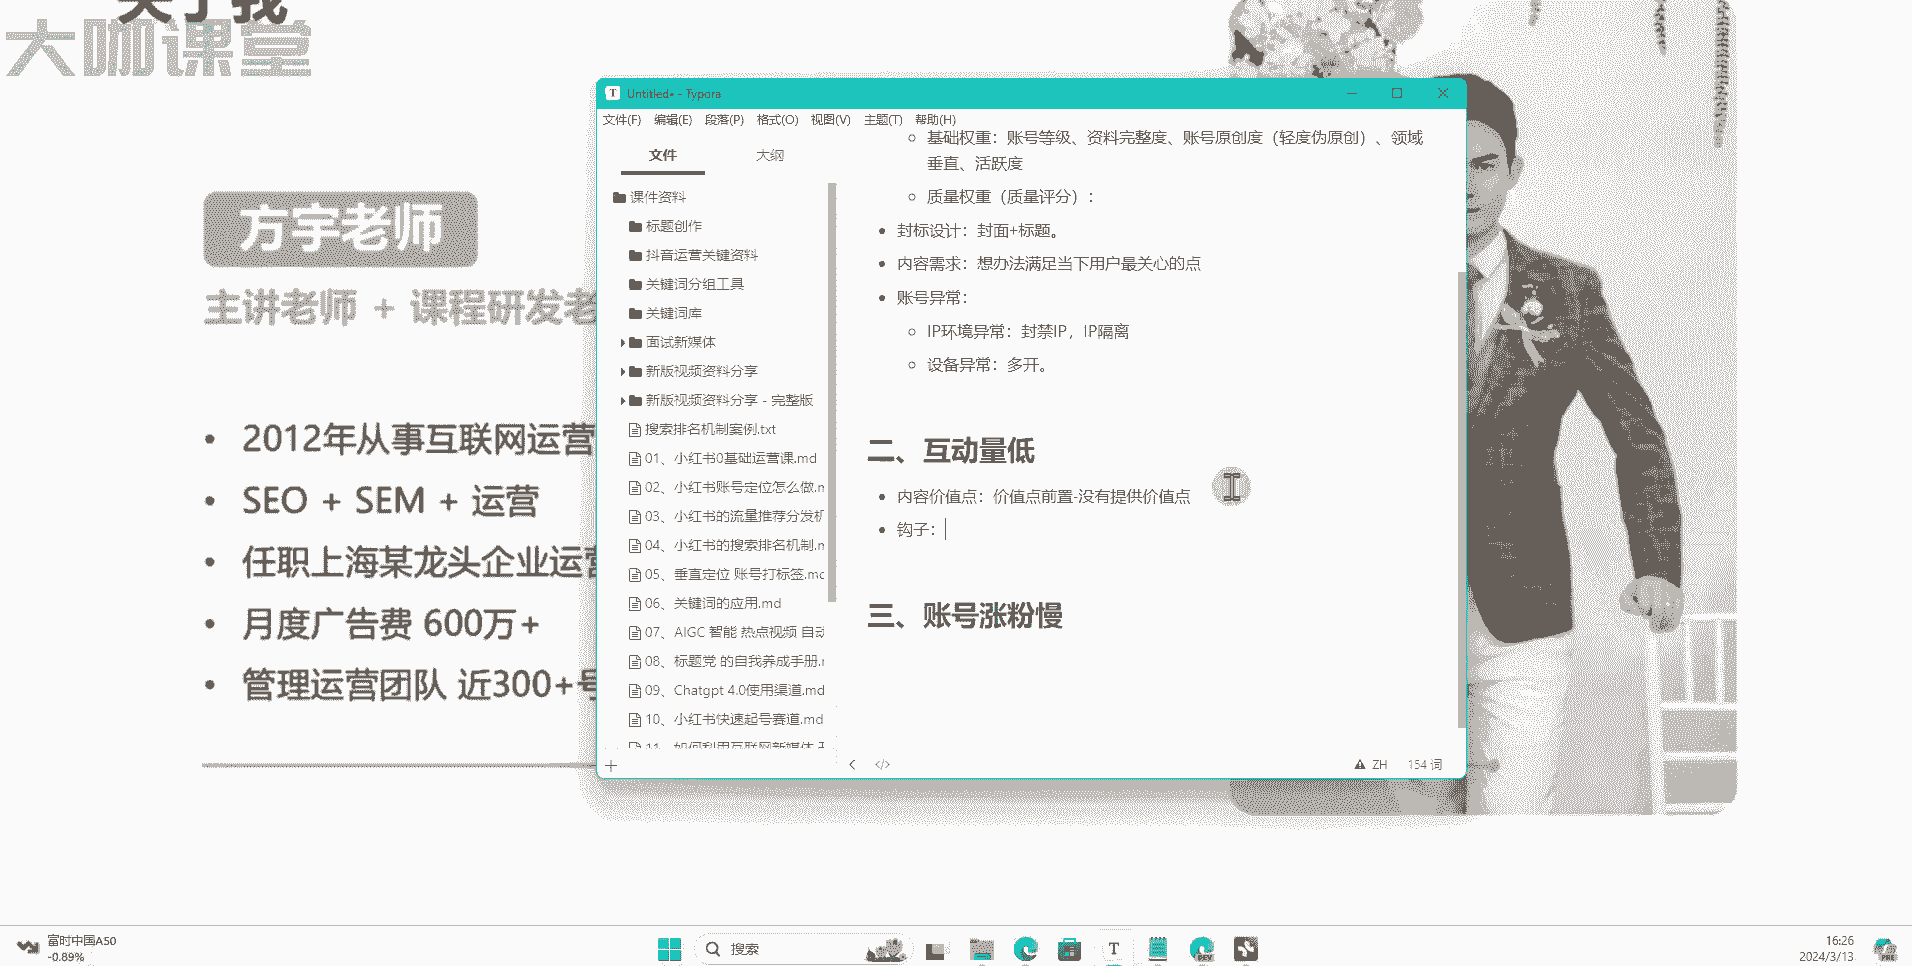 关于我
大咖课堂
方宇老师
主讲老师 + 课程研发老
2012年从事互联网运营
SEO + SEM + 运营
任职上海某龙头企业运营
月度广告费 600万+
管理运营团队 近300+号
Untitled• - Typora
文件(F) 编辑(E) 段落(P) 格式(O) 视图(V) 主题(T) 帮助(H)
文件 大纲
课件资料
标题创作
抖音运营关键资料
关键词分组工具
关键词库
面试新媒体
新版视频资料分享
新版视频资料分享 - 完整版
搜索排名机制案例.txt
01、小红书0基础运营课.md
02、小红书账号定位怎么做.m
03、小红书的流量推荐分发机
04、小红书的搜索排名机制.m
05、垂直定位 账号打标签.mc
06、关键词的应用.md
07、AIGC 智能 热点视频 自动
08、标题党 的自我养成手册.r
09、Chatgpt 4.0使用渠道.md
10、小红书快速起号赛道.md
11、如何利用互联网新媒体
基础权重：账号等级、资料完整度、账号原创度（轻度伪原创）、领域
垂直、活跃度
质量权重（质量评分）：
封标设计：封面+标题。
内容需求：想办法满足当下用户最关心的点
账号异常：
IP环境异常：封禁IP，IP隔离
设备异常：多开。
二、互动量低
内容价值点：价值点前置-没有提供价值点
钩子：
三、账号涨粉慢
ZH 154 词
富时中国A50
-0.89%
搜索
16:26
2024/3/13